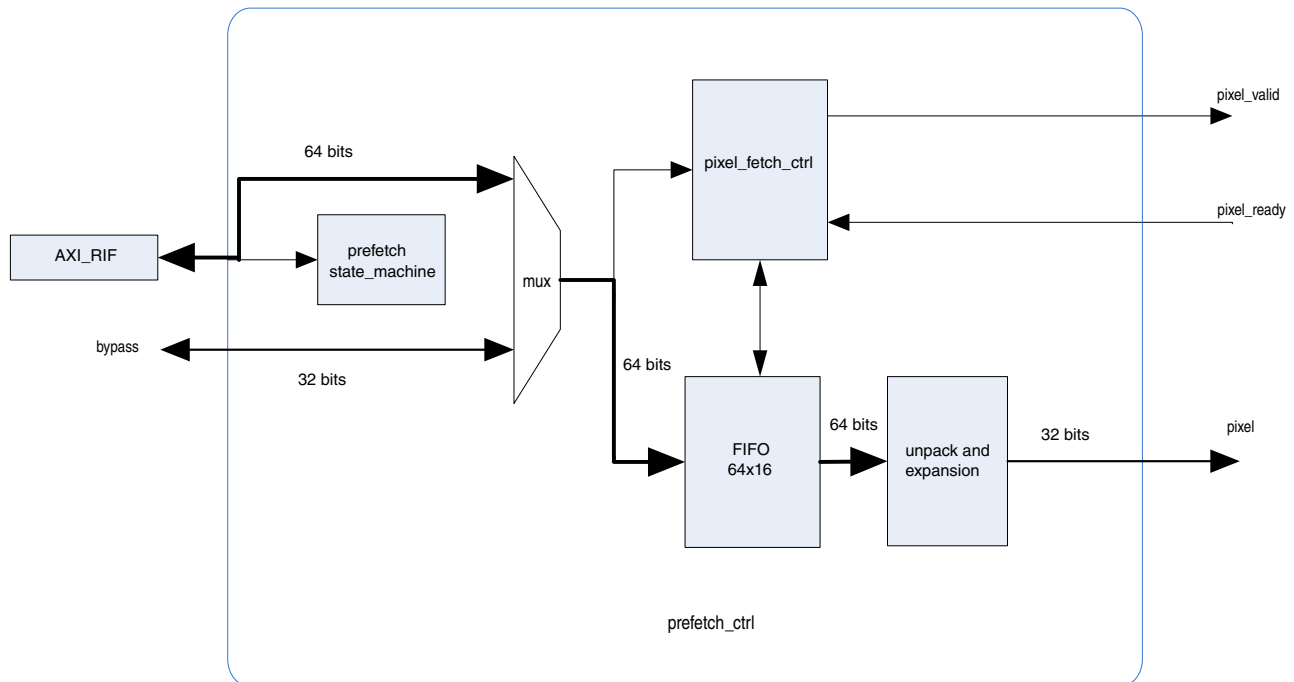 pixel_valid
64 bits
pixel_fetch_ctrl
pixel_ready
AXI_RIF
prefetch
state_machine
mux
bypass
32 bits
64 bits
64 bits
32 bits
pixel
FIFO
64x16
unpack and
expansion
prefetch_ctrl